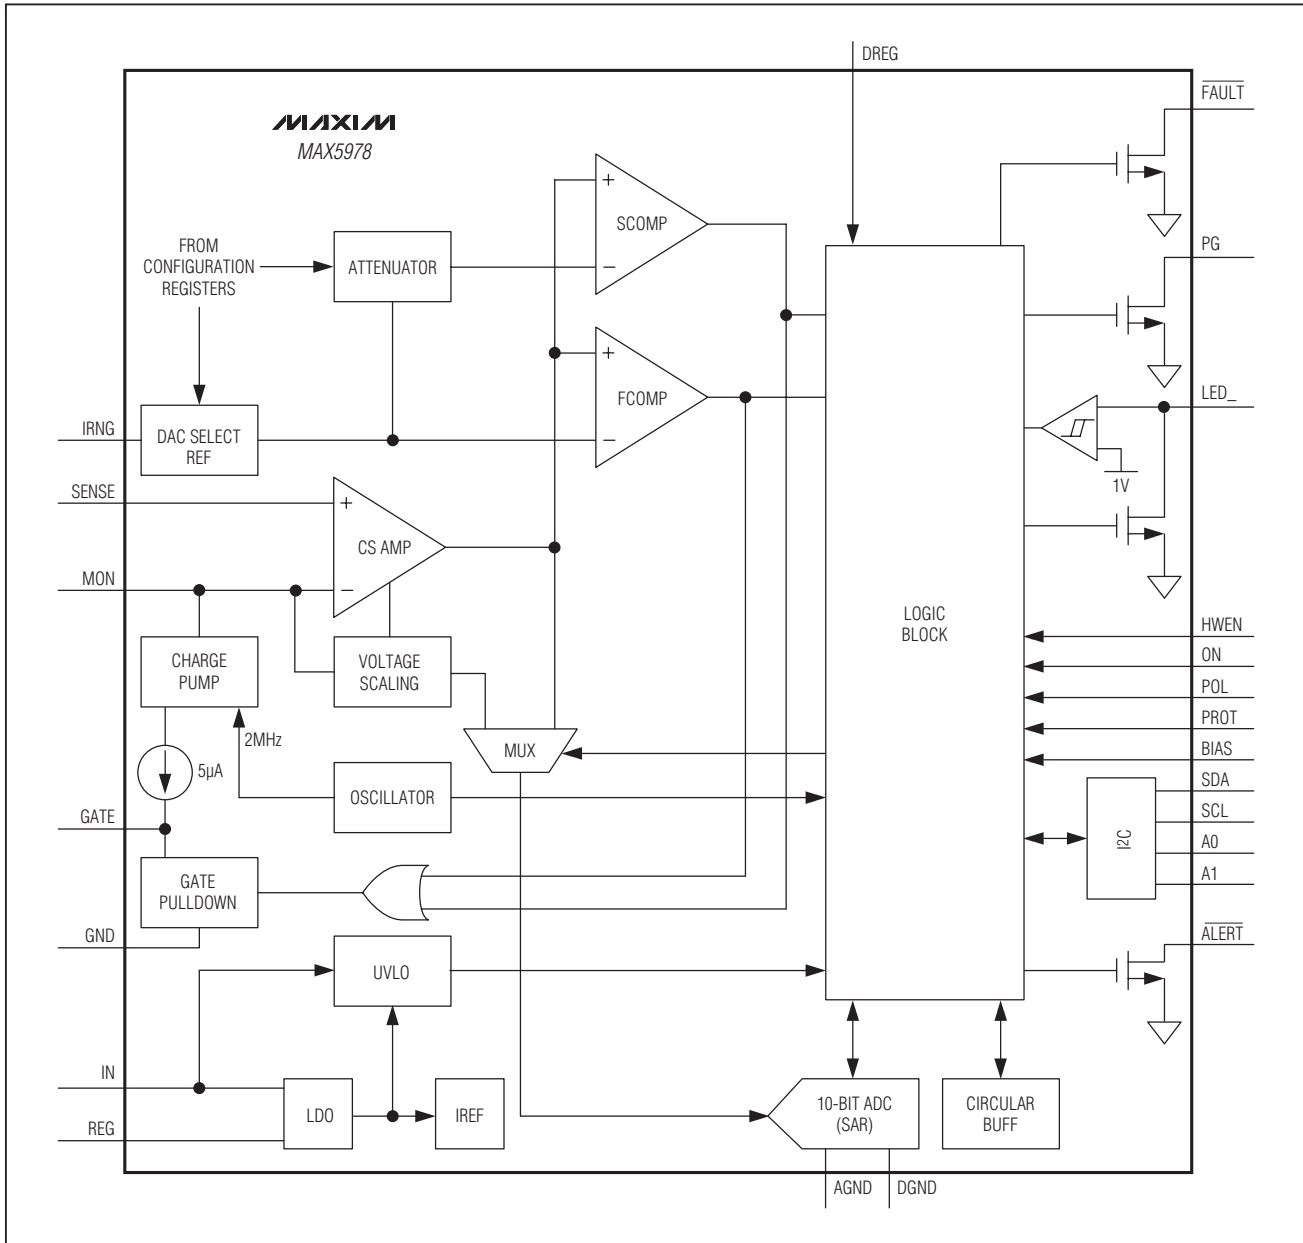 DREG
FAULT
MAXIM
MAX5978
SCOMP
+
−
FROM
CONFIGURATION
REGISTERS
ATTENUATOR
PG
+
FCOMP
−
LED_
IRNG
DAC SELECT
REF
1V
SENSE
+
CS AMP
−
MON
LOGIC
BLOCK
HWEN
CHARGE
PUMP
VOLTAGE
SCALING
ON
POL
2MHz
MUX
PROT
BIAS
5µA
OSCILLATOR
SDA
SCL
I²C
A0
A1
GATE
GATE
PULLDOWN
GND
ALERT
UVLO
IN
LDO
IREF
10-BIT ADC
(SAR)
CIRCULAR
BUFF
REG
AGND
DGND